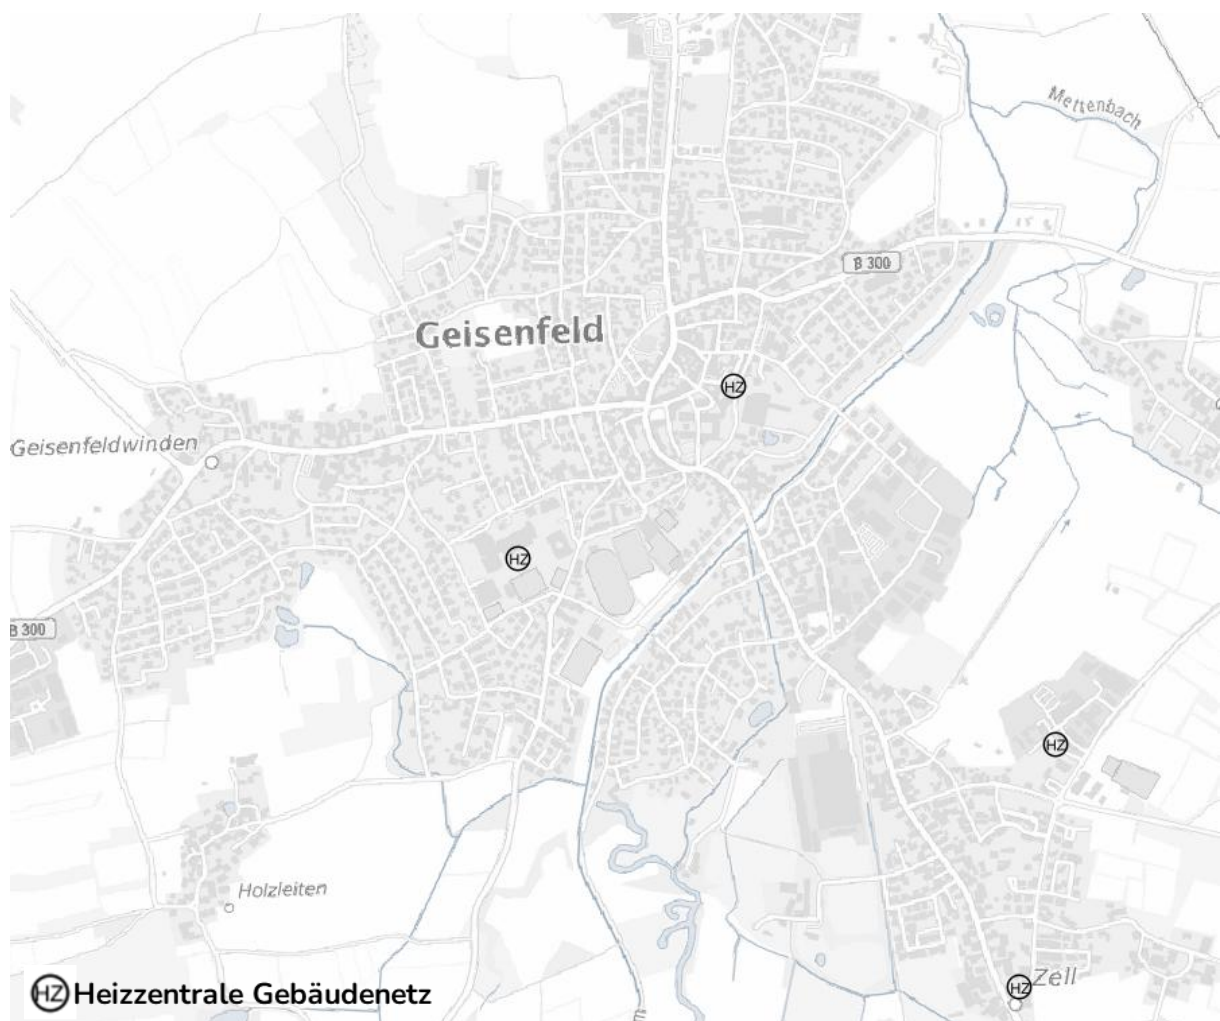 Mettenbach
B 300
Geisenfeld
HZ
Geisenfeldwinden
HZ
B 300
HZ
Holzleiten
Zell
HZ
HZ Heizzentrale Gebäudenetz